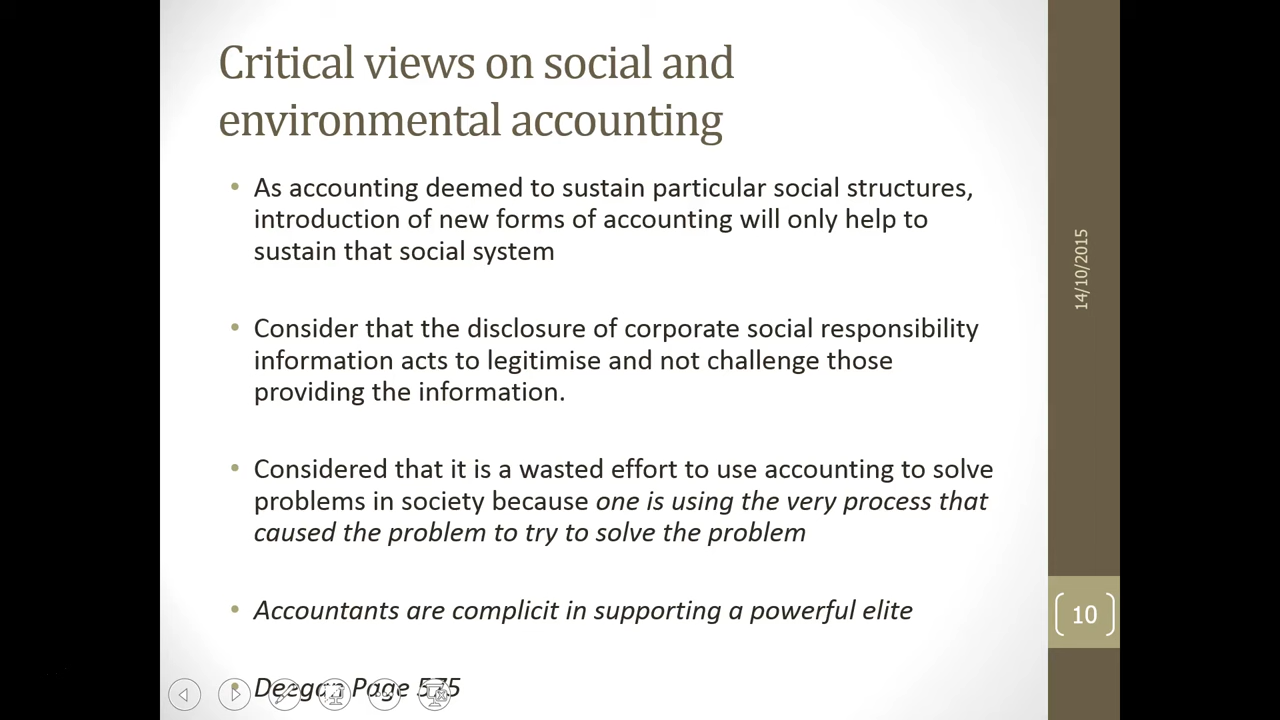 Critical views on social and
environmental accounting
• As accounting deemed to sustain particular social structures,
introduction of new forms of accounting will only help to
sustain that social system
• Consider that the disclosure of corporate social responsibility
information acts to legitimise and not challenge those
providing the information.
• Considered that it is a wasted effort to use accounting to solve
problems in society because one is using the very process that
caused the problem to try to solve the problem
• Accountants are complicit in supporting a powerful elite
• Deegan Page 575
14/10/2015
10